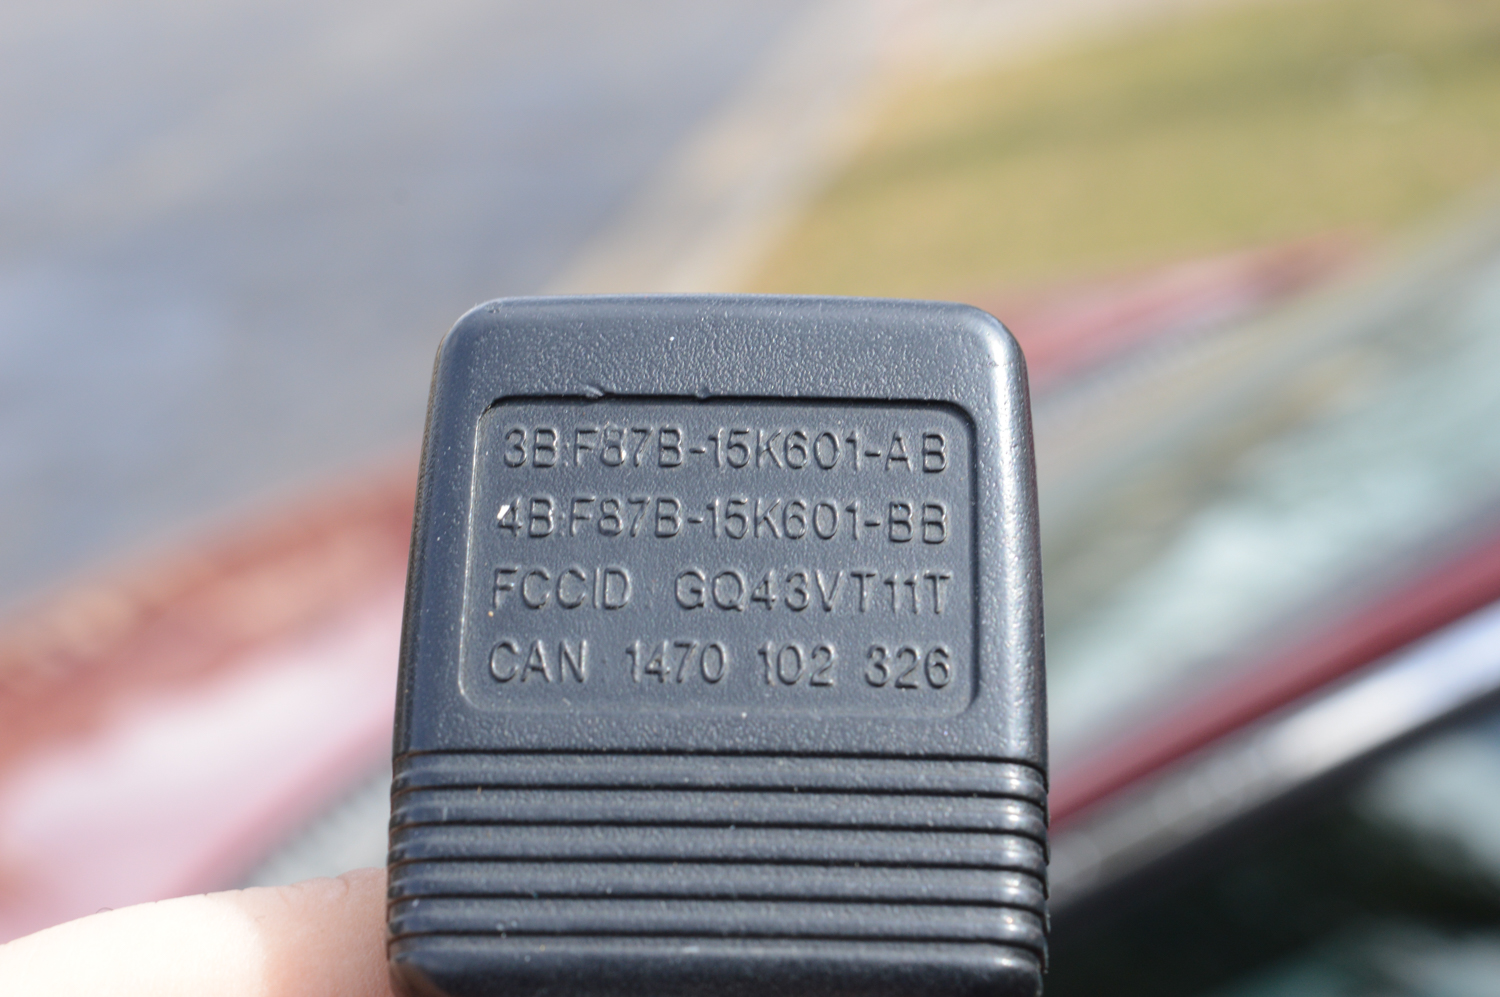 3B:F87B-15K601-AB
4B:F87B-15K601-BB
FCCID: GQ43VT11T
CAN: 1470 102 326